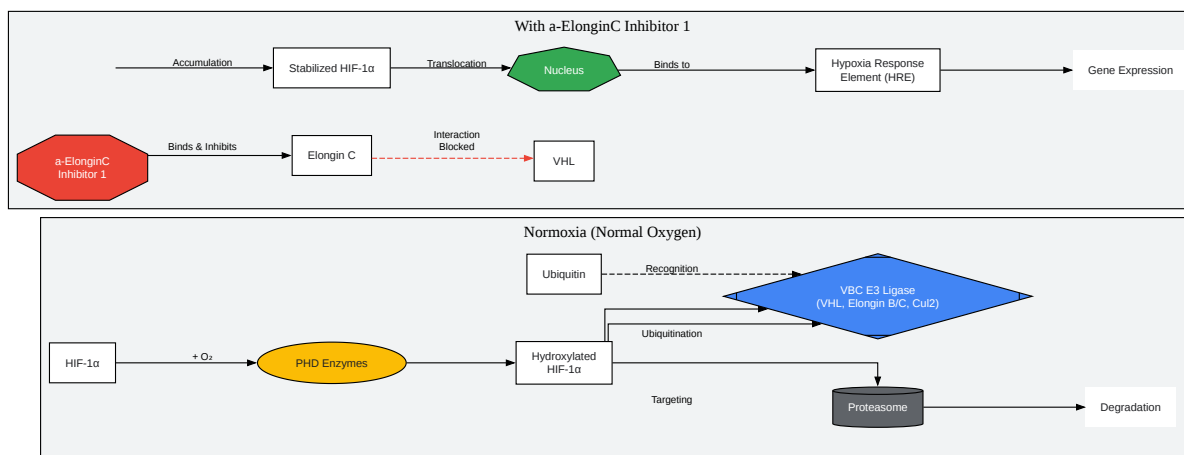 With a-ElonginC Inhibitor 1
Accumulation
Stabilized HIF-1α
Translocation
Nucleus
Binds to
Hypoxia Response
Element (HRE)
Gene Expression
a-ElonginC
Inhibitor 1
Binds & Inhibits
Elongin C
Interaction
Blocked
VHL
Normoxia (Normal Oxygen)
Ubiquitin
Recognition
VBC E3 Ligase
(VHL, Elongin B/C, Cul2)
Ubiquitination
HIF-1α
+ O₂
PHD Enzymes
Hydroxylated
HIF-1α
Targeting
Proteasome
Degradation